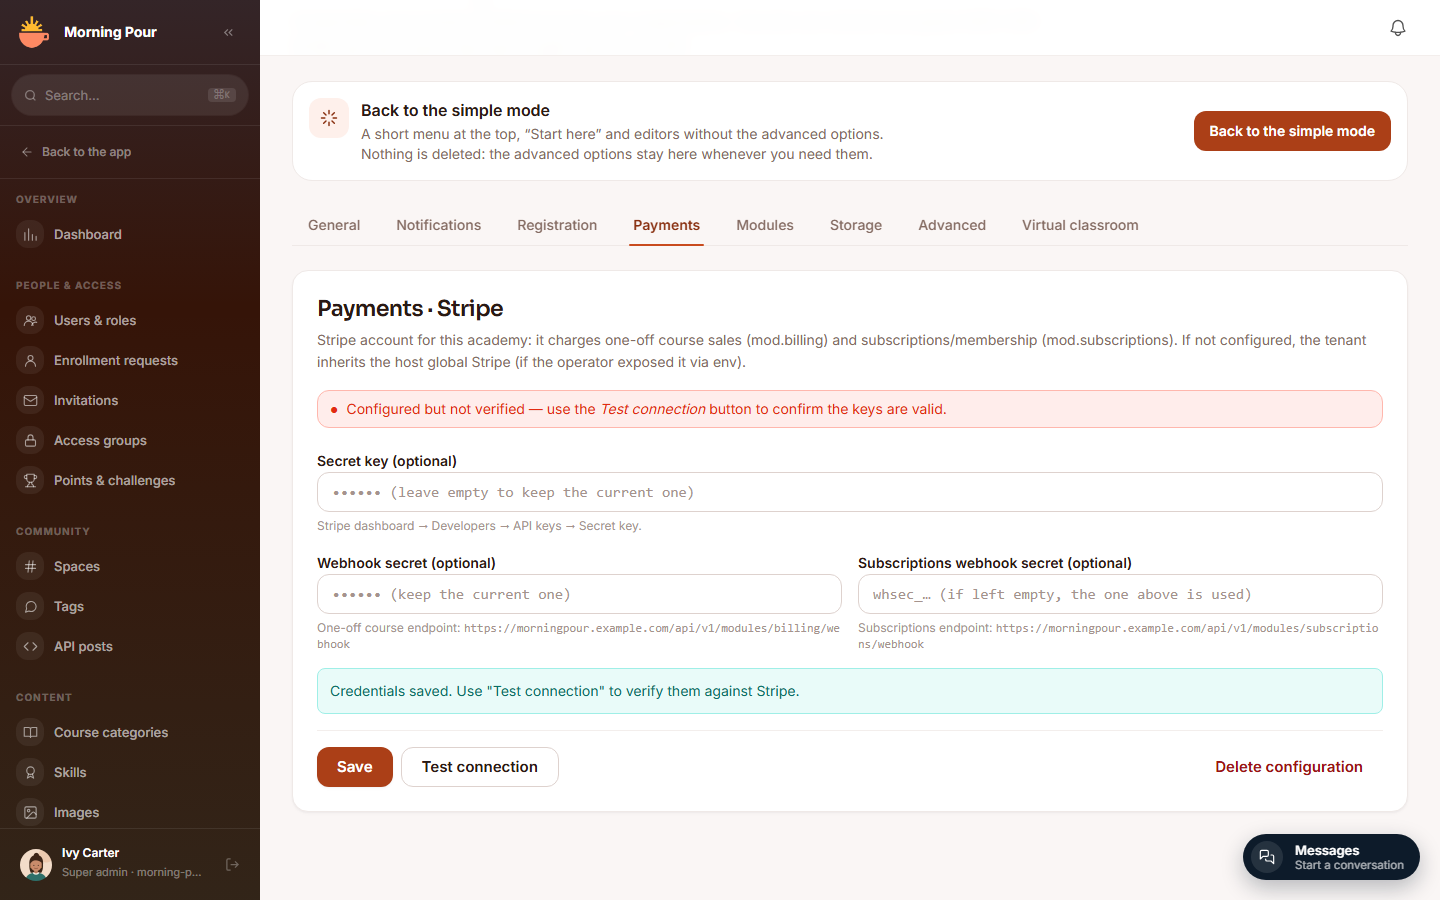 Morning Pour
Search...
⌘K
Back to the app
OVERVIEW
Dashboard
PEOPLE & ACCESS
Users & roles
Enrollment requests
Invitations
Access groups
Points & challenges
COMMUNITY
Spaces
Tags
API posts
CONTENT
Course categories
Skills
Images
Ivy Carter
Super admin · morning-p...
Back to the simple mode
A short menu at the top, “Start here” and editors without the advanced options.
Nothing is deleted: the advanced options stay here whenever you need them.
Back to the simple mode
General Notifications Registration Payments Modules Storage Advanced Virtual classroom
Payments · Stripe
Stripe account for this academy: it charges one-off course sales (mod.billing) and subscriptions/membership (mod.subscriptions). If not configured, the tenant
inherits the host global Stripe (if the operator exposed it via env).
Configured but not verified — use the Test connection button to confirm the keys are valid.
Secret key (optional)
•••••• (leave empty to keep the current one)
Stripe dashboard → Developers → API keys → Secret key.
Webhook secret (optional)
•••••• (keep the current one)
One-off course endpoint: https://morningpour.example.com/api/v1/modules/billing/we
bhook
Subscriptions webhook secret (optional)
whsec_… (if left empty, the one above is used)
Subscriptions endpoint: https://morningpour.example.com/api/v1/modules/subscriptio
ns/webhook
Credentials saved. Use "Test connection" to verify them against Stripe.
Save
Test connection
Delete configuration
Messages
Start a conversation